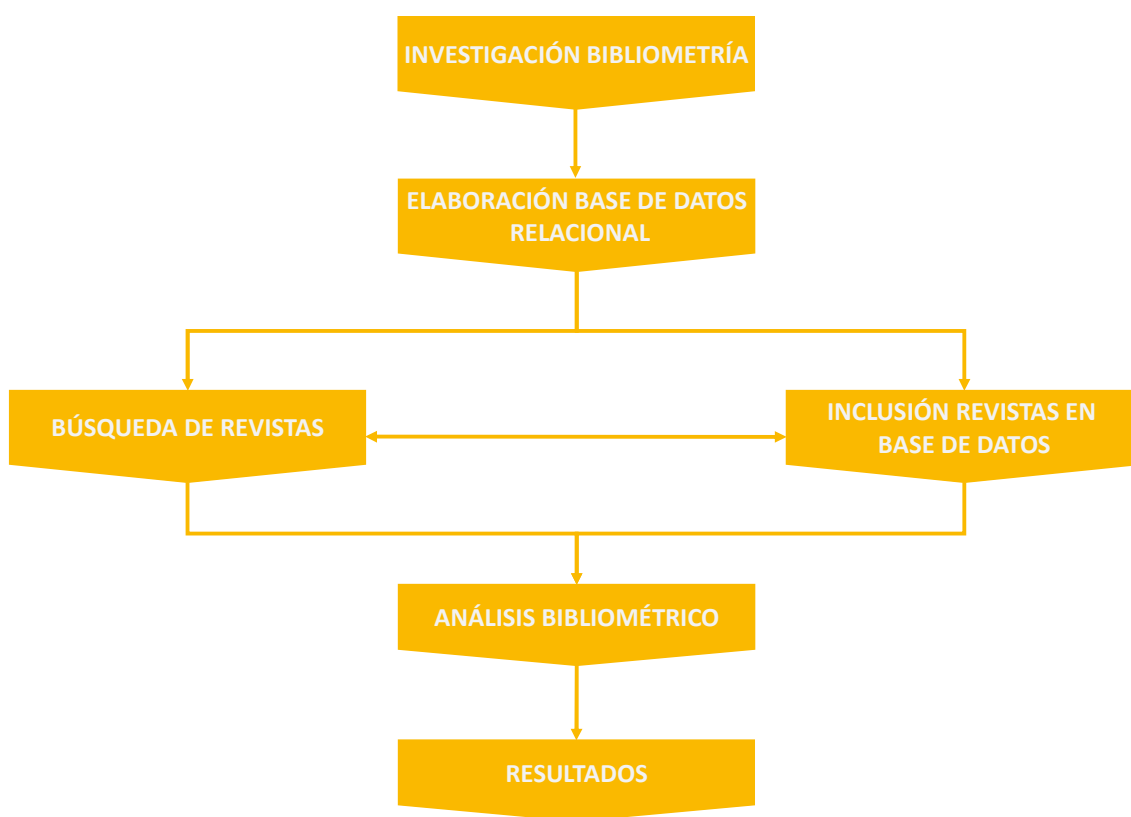 INVESTIGACIÓN BIBLIOMETRÍA
ELABORACIÓN BASE DE DATOS
RELACIONAL
BÚSQUEDA DE REVISTAS
INCLUSIÓN REVISTAS EN
BASE DE DATOS
ANÁLISIS BIBLIOMÉTRICO
RESULTADOS